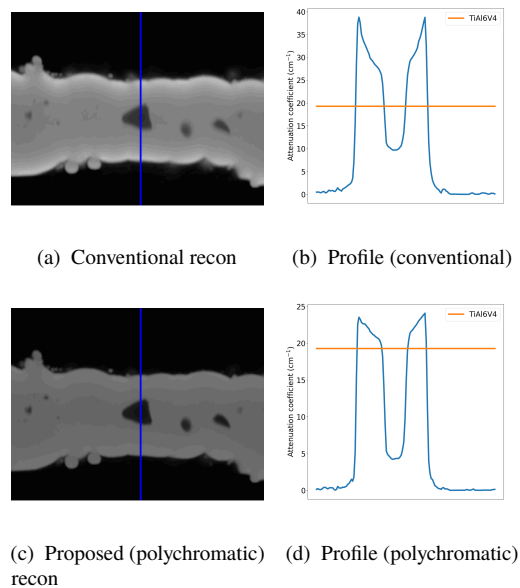 40
35
30
25
20
15
10
5
0
Attenuation coefficient (cm⁻¹)
TiAl6V4
(a) Conventional recon
(b) Profile (conventional)
25
20
15
10
5
0
Attenuation coefficient (cm⁻¹)
TiAl6V4
(c) Proposed (polychromatic)
recon
(d) Profile (polychromatic)